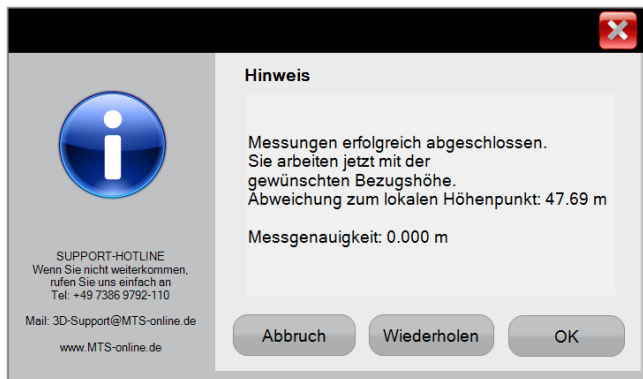 Hinweis
Messungen erfolgreich abgeschlossen.
Sie arbeiten jetzt mit der
gewünschten Bezugshöhe.
Abweichung zum lokalen Höhenpunkt: 47.69 m
Messgenauigkeit: 0.000 m
SUPPORT-HOTLINE
Wenn Sie nicht weiterkommen,
rufen Sie uns einfach an
Tel: +49 7386 9792-110
Mail: 3D-Support@MTS-online.de
www.MTS-online.de
Abbruch
Wiederholen
OK